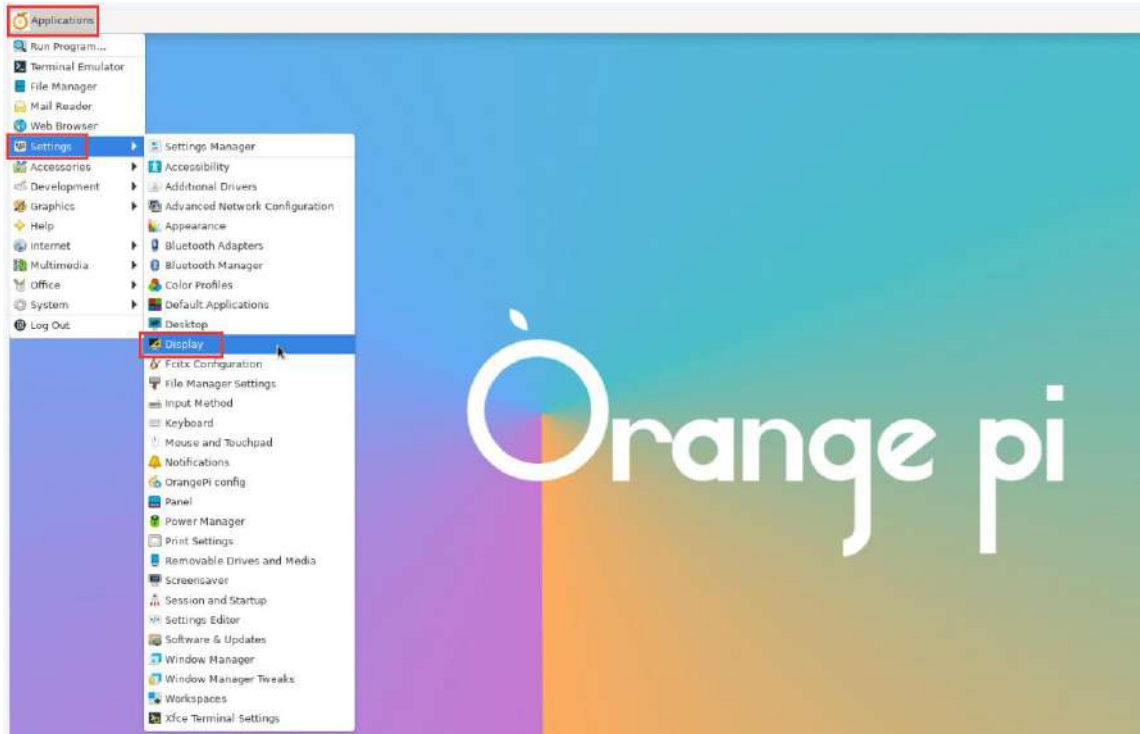 Applications
Run Program...
Terminal Emulator
File Manager
Mail Reader
Web Browser
Settings
Accessories
Development
Graphics
Help
Internet
Multimedia
Office
System
Log Out
Settings Manager
Accessibility
Additional Drivers
Advanced Network Configuration
Appearance
Bluetooth Adapters
Bluetooth Manager
Color Profiles
Default Applications
Desktop
Display
Fcitx Configuration
File Manager Settings
Input Method
Keyboard
Mouse and Touchpad
Notifications
OrangePi config
Panel
Power Manager
Print Settings
Removable Drives and Media
Screensaver
Session and Startup
Settings Editor
Software & Updates
Window Manager
Window Manager Tweaks
Workspaces
Xfce Terminal Settings
Orange pi